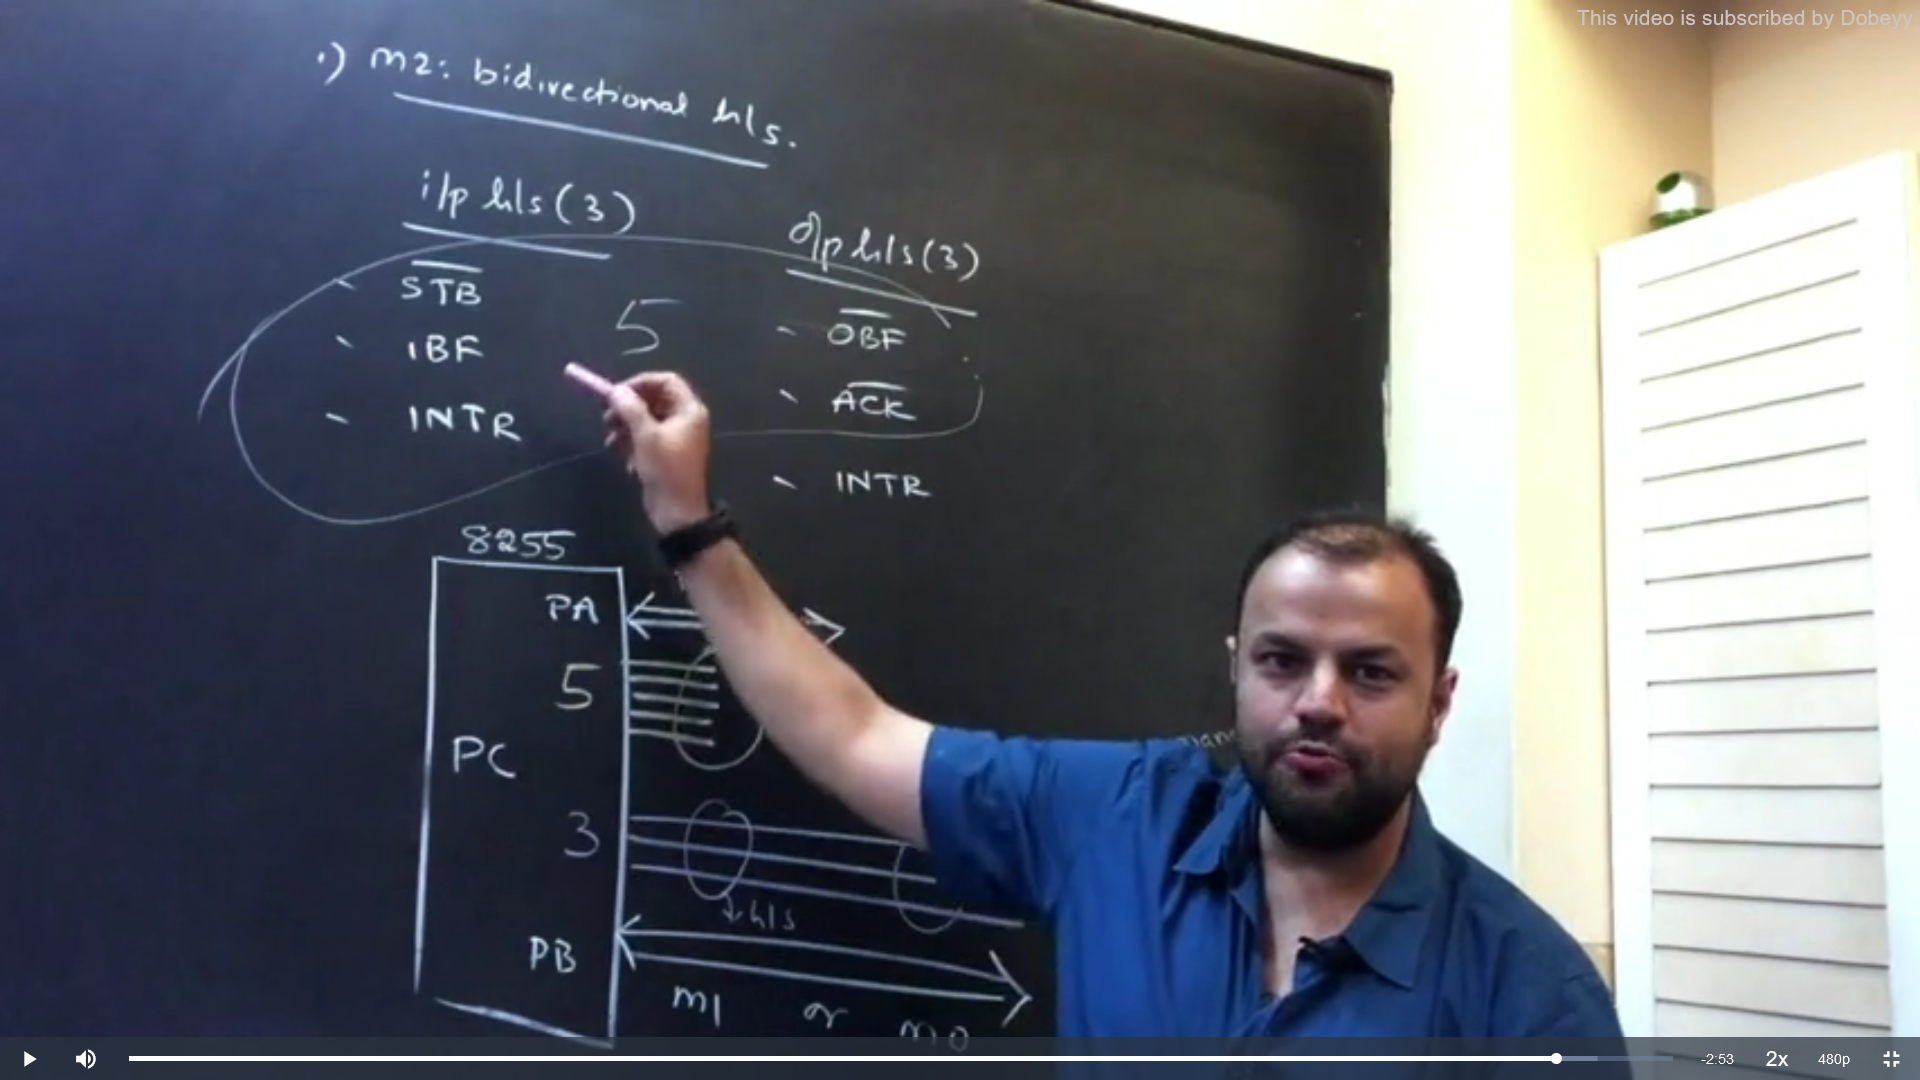 This video is subscribed by Dobeyy
1) m2: bidirectional h/s.
i/p h/s (3)
o/p h/s (3)
STB
IBF
INTR
5
OBF
ACK
INTR
8255
PA
5
PC
3
h/s
PB
m1 or m0
-2:53 2x 480p